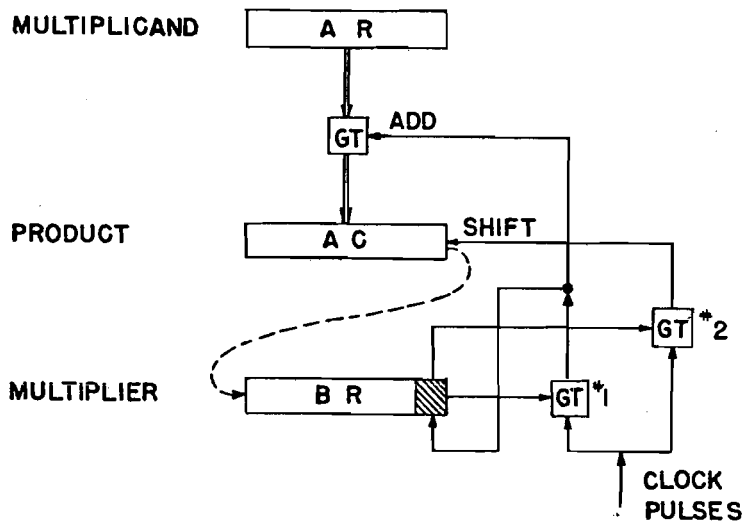 MULTIPLICAND
A R
GT
ADD
PRODUCT
A C
SHIFT
GT #2
MULTIPLIER
B R
GT #1
CLOCK
PULSES